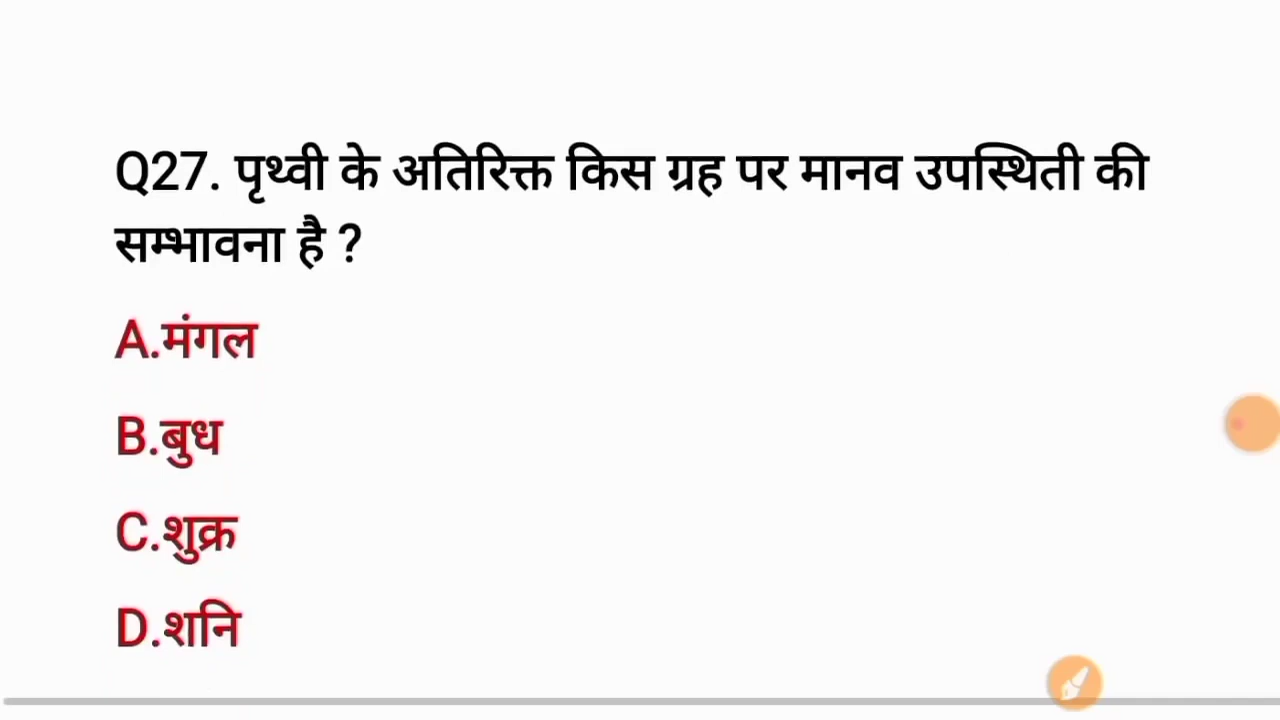 Q27. पृथ्वी के अतिरिक्त किस ग्रह पर मानव उपस्थिती की
सम्भावना है ?
A.मंगल
B.बुध
C.शुक्र
D.शनि